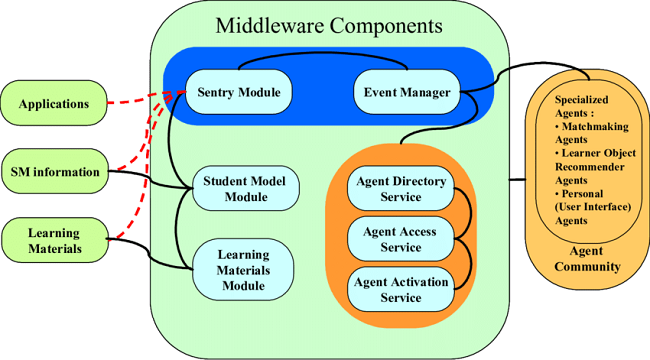 Middleware Components
Applications
SM information
Learning
Materials
Sentry Module
Event Manager
Student Model
Module
Learning
Materials
Module
Agent Directory
Service
Agent Access
Service
Agent Activation
Service
Specialized
Agents :
• Matchmaking
Agents
• Learner Object
Recommender
Agents
• Personal
(User Interface)
Agents
Agent
Community